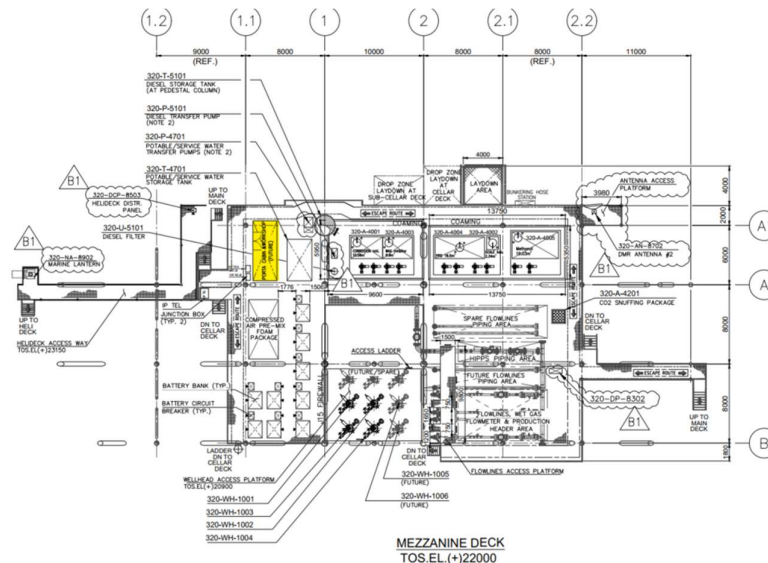 1.2
1.1
1
2
2.1
2.2
9000
(REF.)
8000
10000
8000
8000
(REF.)
11000
320-T-5101
DIESEL STORAGE TANK
(AT PEDESTAL COLUMN)
320-P-5101
DIESEL TRANSFER PUMP
(NOTE 2)
320-P-4701
POTABLE/SERVICE WATER
TRANSFER PUMPS (NOTE 2)
320-T-4701
POTABLE/SERVICE WATER
STORAGE TANK
4000
DROP ZONE
LAYDOWN AT
SUB-CELLAR DECK
DROP ZONE
LAYDOWN
AT
CELLAR
DECK
LAYDOWN
AREA
BUNKERING HOSE
STATION
ANTENNA ACCESS
PLATFORM
3980
4000
2000
B1
320-DCP-8503
HELIDECK DISTR.
PANEL
UP TO
MAIN
DECK
ESCAPE ROUTE
13750
COAMING
COAMING
A
320-U-5101
DIESEL FILTER
PORTA CABIN/WORKSHOP
(FUTURE)
5950
320-A-4001
320-A-4003
320-A-4004
320-A-4002
320-A-4005
6000
320-AN-8702
DMR ANTENNA #2
B1
B1
320-NA-8902
MARINE LANTERN
B1
1776
1500
9600
13750
A
320-A-4201
CO2 SNUFFING PACKAGE
IP TEL
JUNCTION BOX
(TYP. 2)
UP TO
HELI
DECK
HELIDECK ACCESS WAY
TOS.EL(+)23150
DN TO
CELLAR
DECK
ESCAPE ROUTE
COMPRESSED
AIR PRE-MIX
FOAM
PACKAGE
SPARE FLOWLINES
PIPING AREA
1500
HIPPS PIPING AREA
ESCAPE ROUTE
DN TO
CELLAR
DECK
ACCESS LADDER
(FUTURE/SPARE)
FUTURE FLOWLINES
PIPING AREA
ESCAPE ROUTE
8000
BATTERY BANK (TYP.)
BATTERY CIRCUIT
BREAKER (TYP.)
J15 FIREWALL
FLOWLINES, WET GAS
FLOWMETER & PRODUCTION
HEADER AREA
320-DP-8302
B1
UP TO
MAIN
DECK
B
1800
LADDER
DN TO
CELLAR
DECK
DN TO
CELLAR
DECK
FLOWLINES ACCESS PLATFORM
WELLHEAD ACCESS PLATFORM
TOS.EL(+)20900
320-WH-1005
(FUTURE)
320-WH-1001
320-WH-1003
320-WH-1006
(FUTURE)
320-WH-1002
320-WH-1004
MEZZANINE DECK
TOS.EL.(+)22000